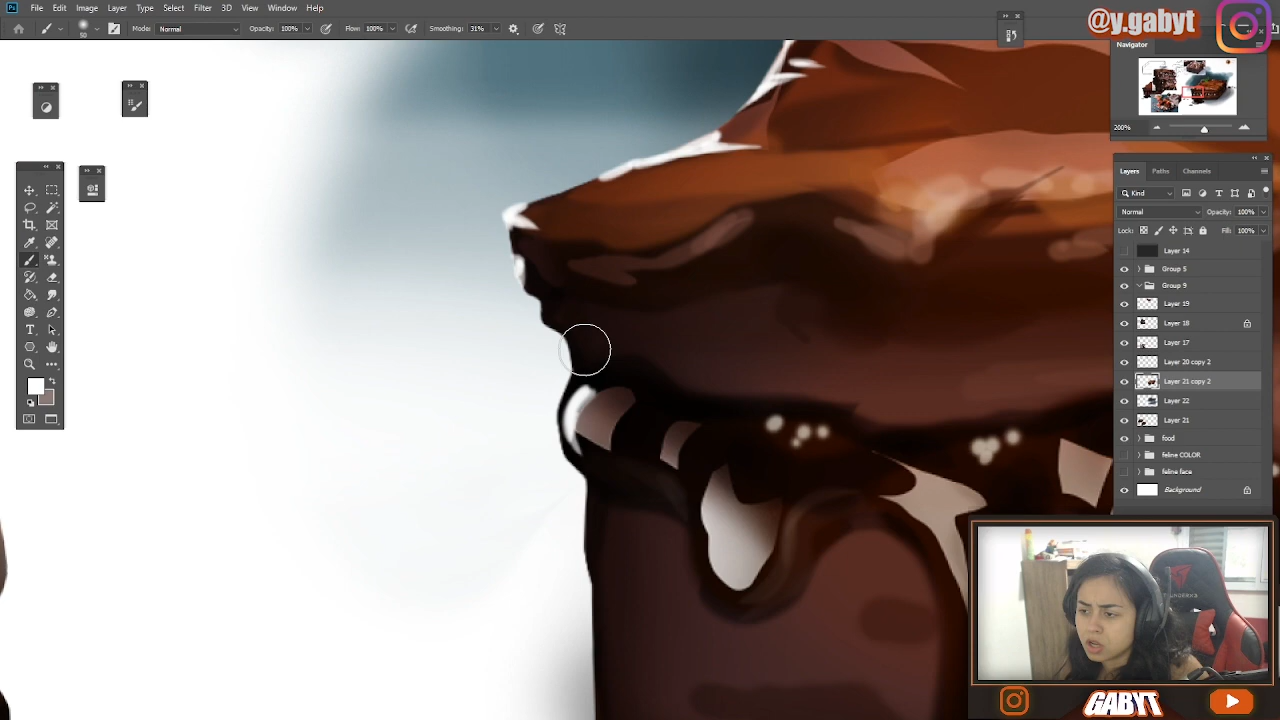 Ps File Edit Image Layer Type Select Filter 3D View Window Help
50 Mode: Normal Opacity: 100% Flow: 100% Smoothing: 31%
@y.gabyt
Navigator
200%
Layers Paths Channels
Kind
Normal Opacity: 100%
Lock: Fill: 100%
Layer 14
Group 5
Group 9
Layer 19
Layer 18
Layer 17
Layer 20 copy 2
Layer 21 copy 2
Layer 22
Layer 21
food
feline COLOR
feline face
Background
GABYT